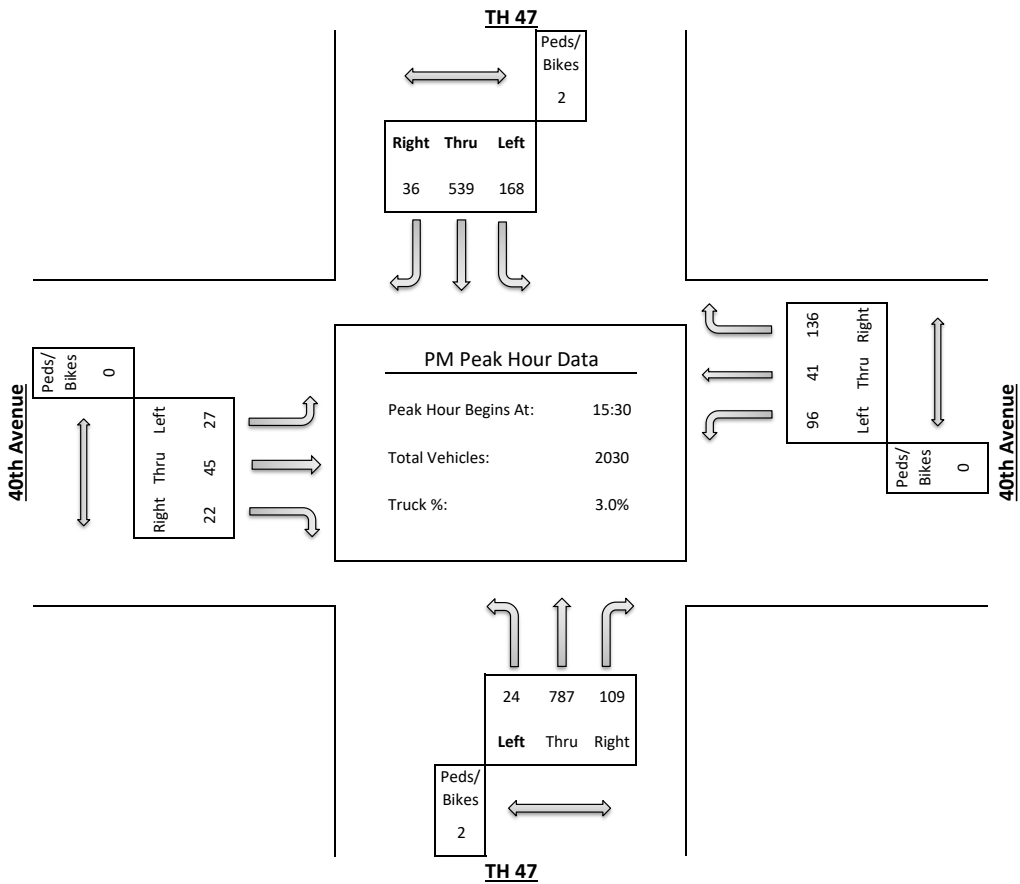 TH 47
Peds/
Bikes
2
Right Thru Left
36 539 168
40th Avenue
Peds/
Bikes
0
Left 27
Thru 45
Right 22
PM Peak Hour Data
Peak Hour Begins At: 15:30
Total Vehicles: 2030
Truck %: 3.0%
136 Right
41 Thru
96 Left
Peds/
Bikes
0
40th Avenue
24 787 109
Left Thru Right
Peds/
Bikes
2
TH 47